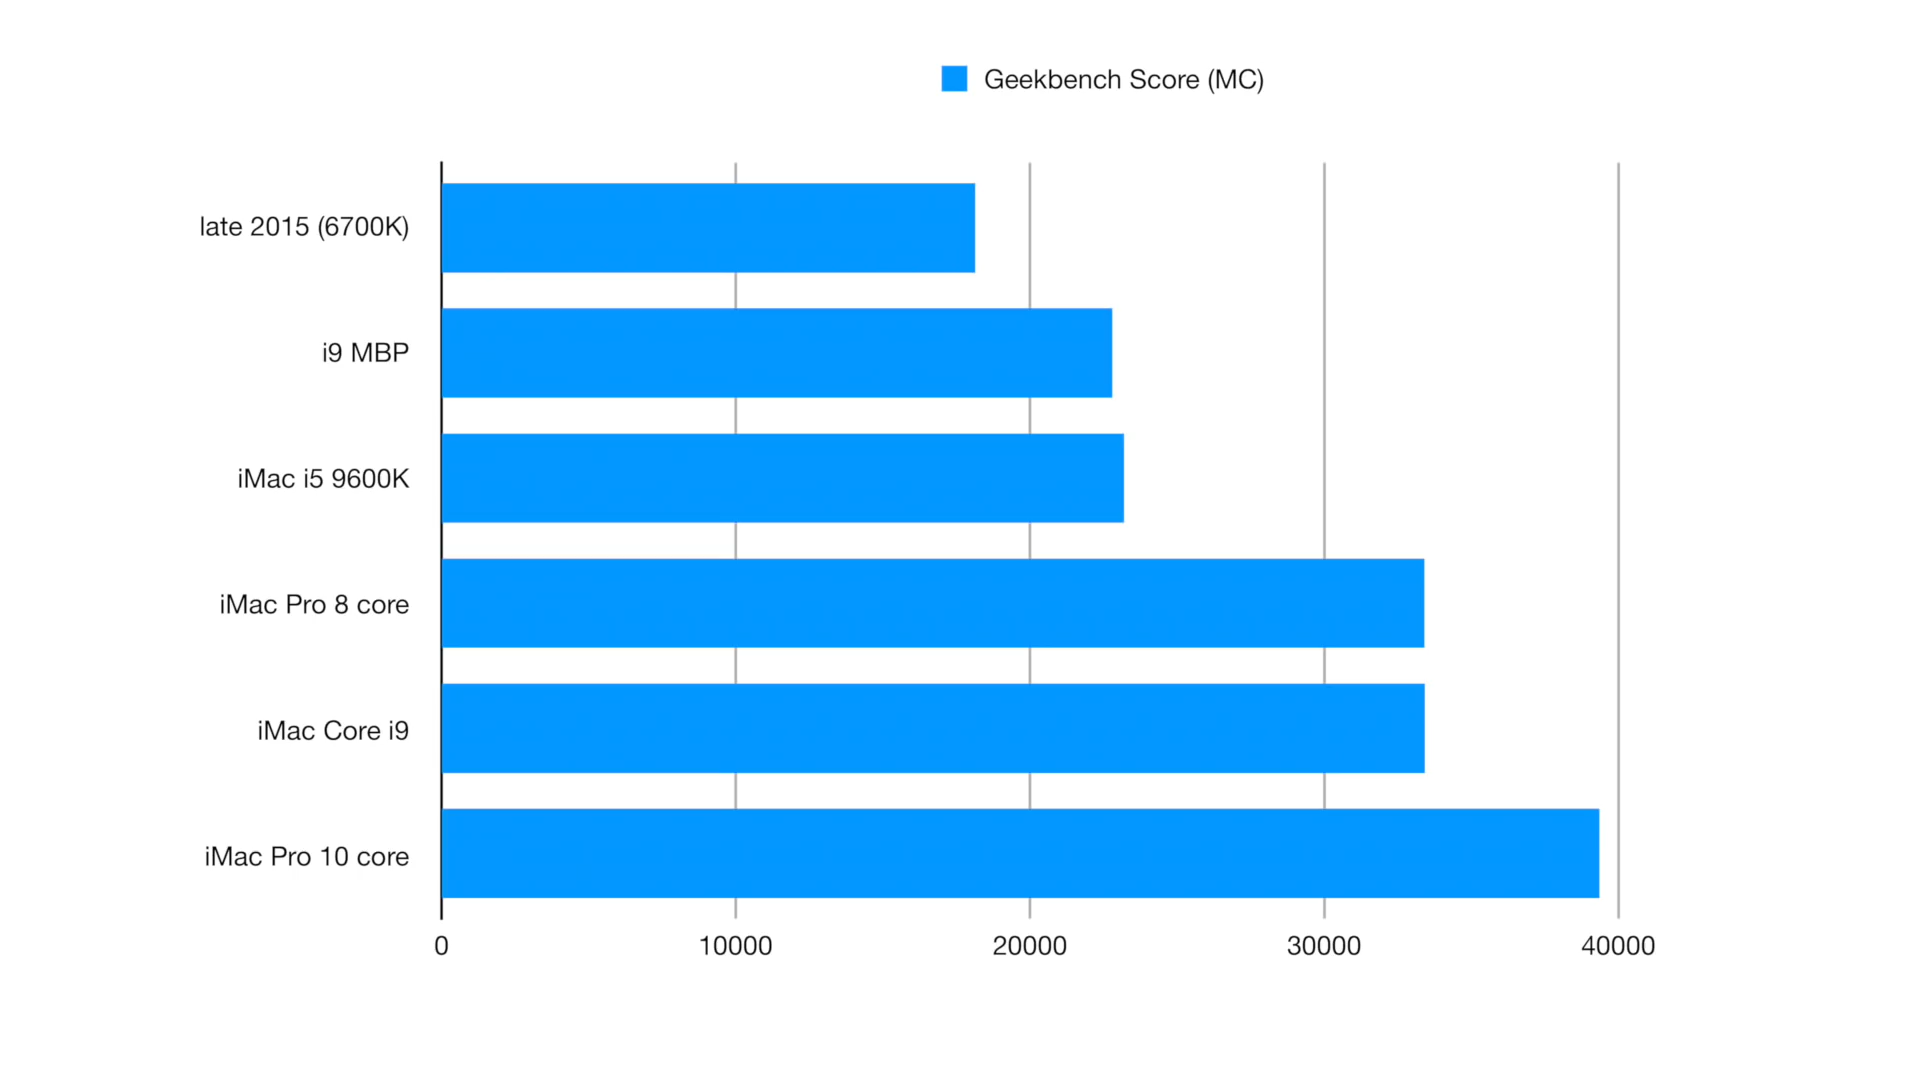 Geekbench Score (MC)
late 2015 (6700K)
i9 MBP
iMac i5 9600K
iMac Pro 8 core
iMac Core i9
iMac Pro 10 core
0 10000 20000 30000 40000